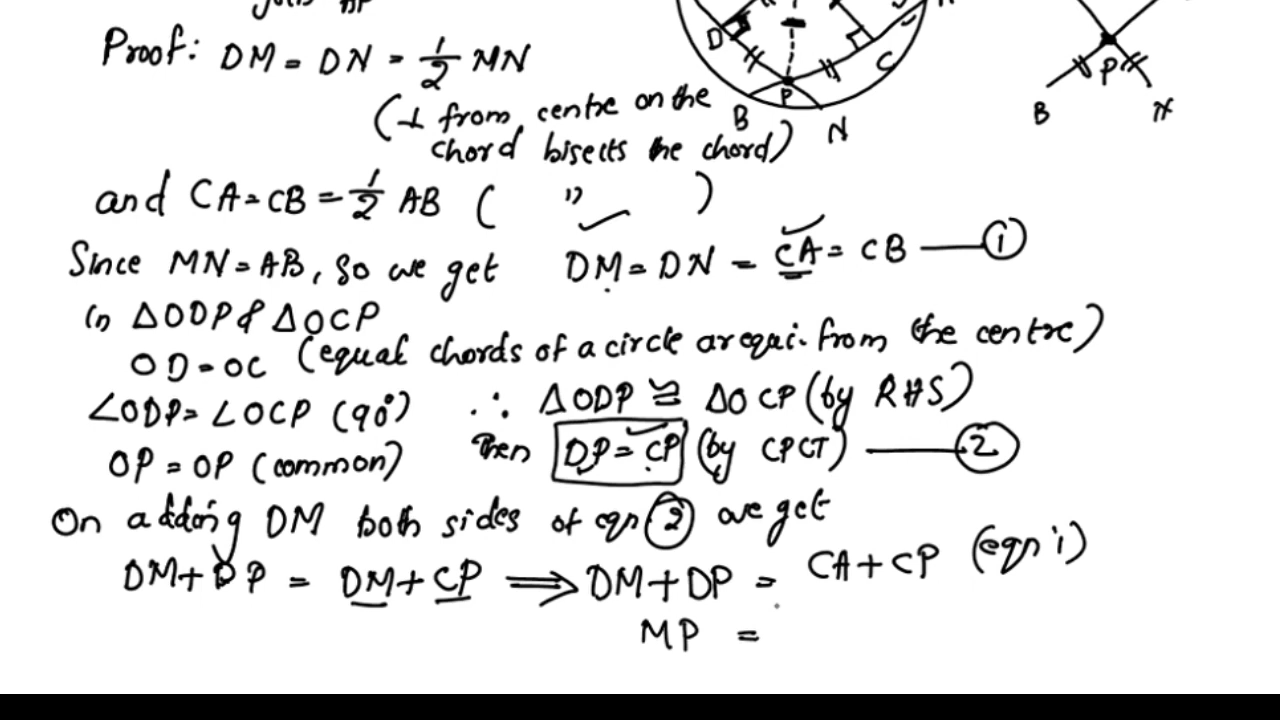 Join OP
Proof: DM = DN = 1/2 MN
(⊥ from centre on the
chord bisects the chord)
and CA = CB = 1/2 AB ( " )
Since MN = AB, So we get DM = DN = CA = CB — ①
In ΔODP & ΔOCP
OD = OC (equal chords of a circle ar equi. from the centre)
∠ODP = ∠OCP (90°) ∴ ΔODP ≅ ΔOCP (by RHS)
OP = OP (common) Then DP = CP (by CPCT) — ②
On adding DM both sides of eqn ② we get
DM + DP = DM + CP ⟹ DM + DP = CA + CP (eqn i)
MP =
D
C
B
P
N
P
B
N